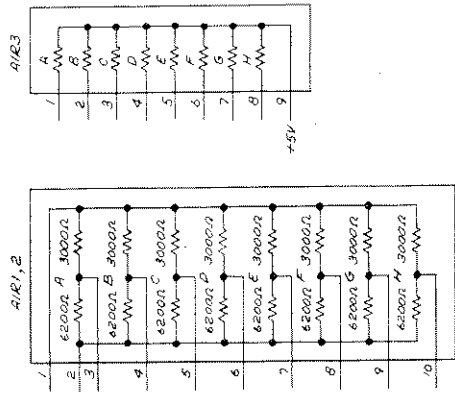 A1R1,2
1
2
3
4
5
6
7
8
9
10
6200Ω A 3000Ω
6200Ω B 3000Ω
6200Ω C 3000Ω
6200Ω D 3000Ω
6200Ω E 3000Ω
6200Ω F 3000Ω
6200Ω G 3000Ω
6200Ω H 3000Ω
A1R3
1 A
2 B
3 C
4 D
5 E
6 F
7 G
8 H
+5V 9